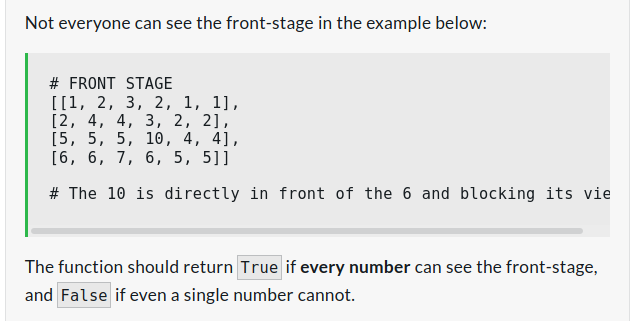 Not everyone can see the front-stage in the example below:
# FRONT STAGE
[[1, 2, 3, 2, 1, 1],
[2, 4, 4, 3, 2, 2],
[5, 5, 5, 10, 4, 4],
[6, 6, 7, 6, 5, 5]]
# The 10 is directly in front of the 6 and blocking its vie
The function should return True if every number can see the front-stage,
and False if even a single number cannot.